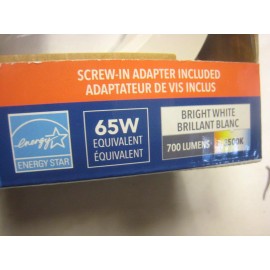 SCREW-IN ADAPTER INCLUDED
ADAPTATEUR DE VIS INCLUS
energy
ENERGY STAR
65W
EQUIVALENT
ÉQUIVALENT
BRIGHT WHITE
BRILLANT BLANC
700 LUMENS 3500K